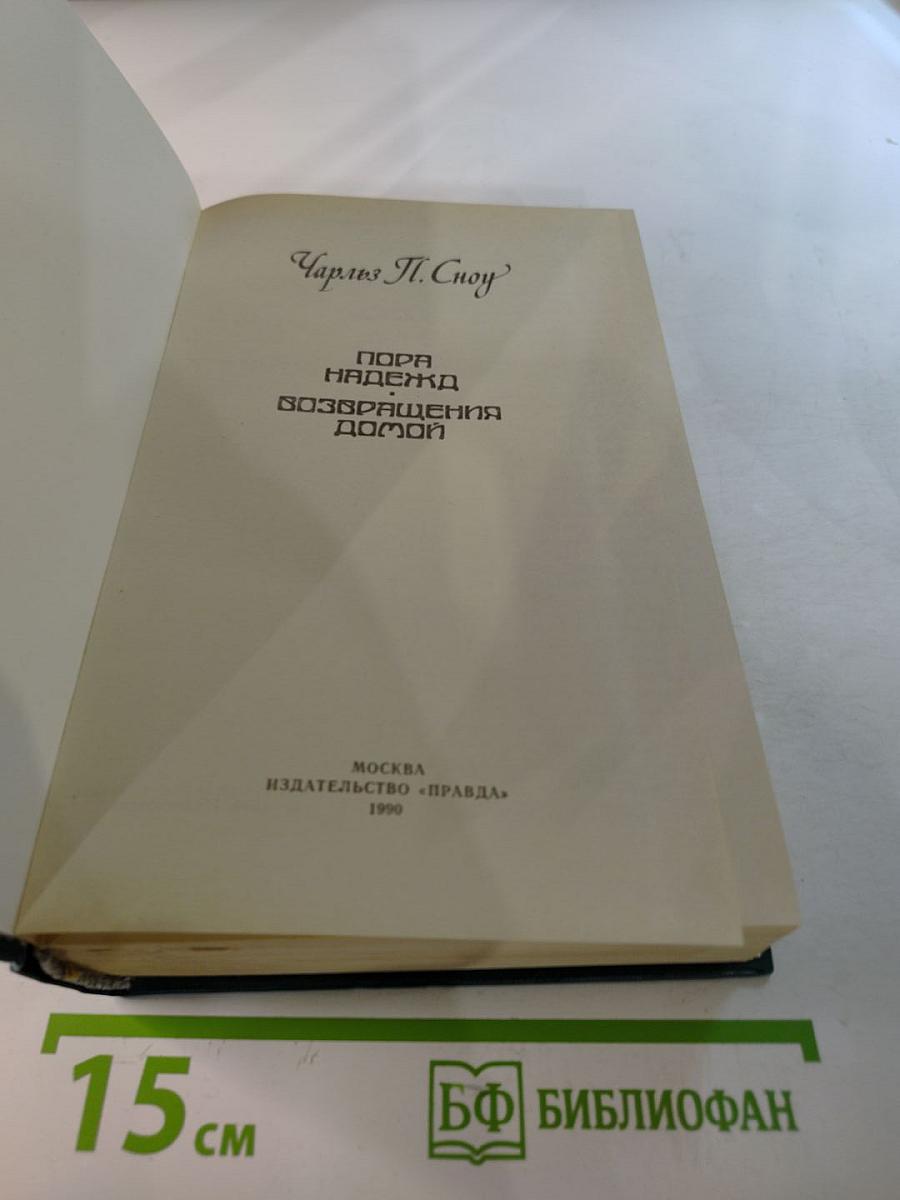 Чарльз П. Сноу
ПОРА
НАДЕЖД
·
ВОЗВРАЩЕНИЯ
ДОМОЙ
МОСКВА
ИЗДАТЕЛЬСТВО «ПРАВДА»
1990
15 см
БФ БИБЛИОФАН